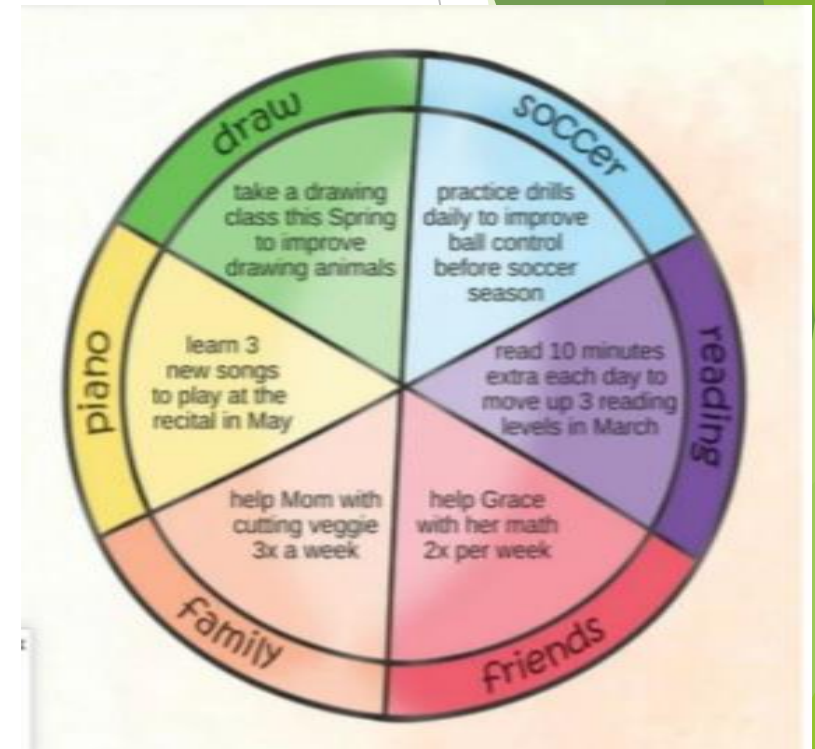 draw
take a drawing
class this Spring
to improve
drawing animals
soccer
practice drills
daily to improve
ball control
before soccer
season
reading
read 10 minutes
extra each day to
move up 3 reading
levels in March
friends
help Grace
with her math
2x per week
family
help Mom with
cutting veggie
3x a week
piano
learn 3
new songs
to play at the
recital in May